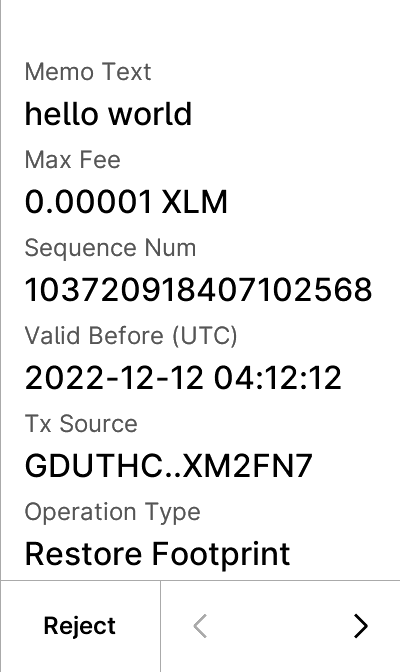 Memo Text
hello world
Max Fee
0.00001 XLM
Sequence Num
103720918407102568
Valid Before (UTC)
2022-12-12 04:12:12
Tx Source
GDUTHC..XM2FN7
Operation Type
Restore Footprint
Reject